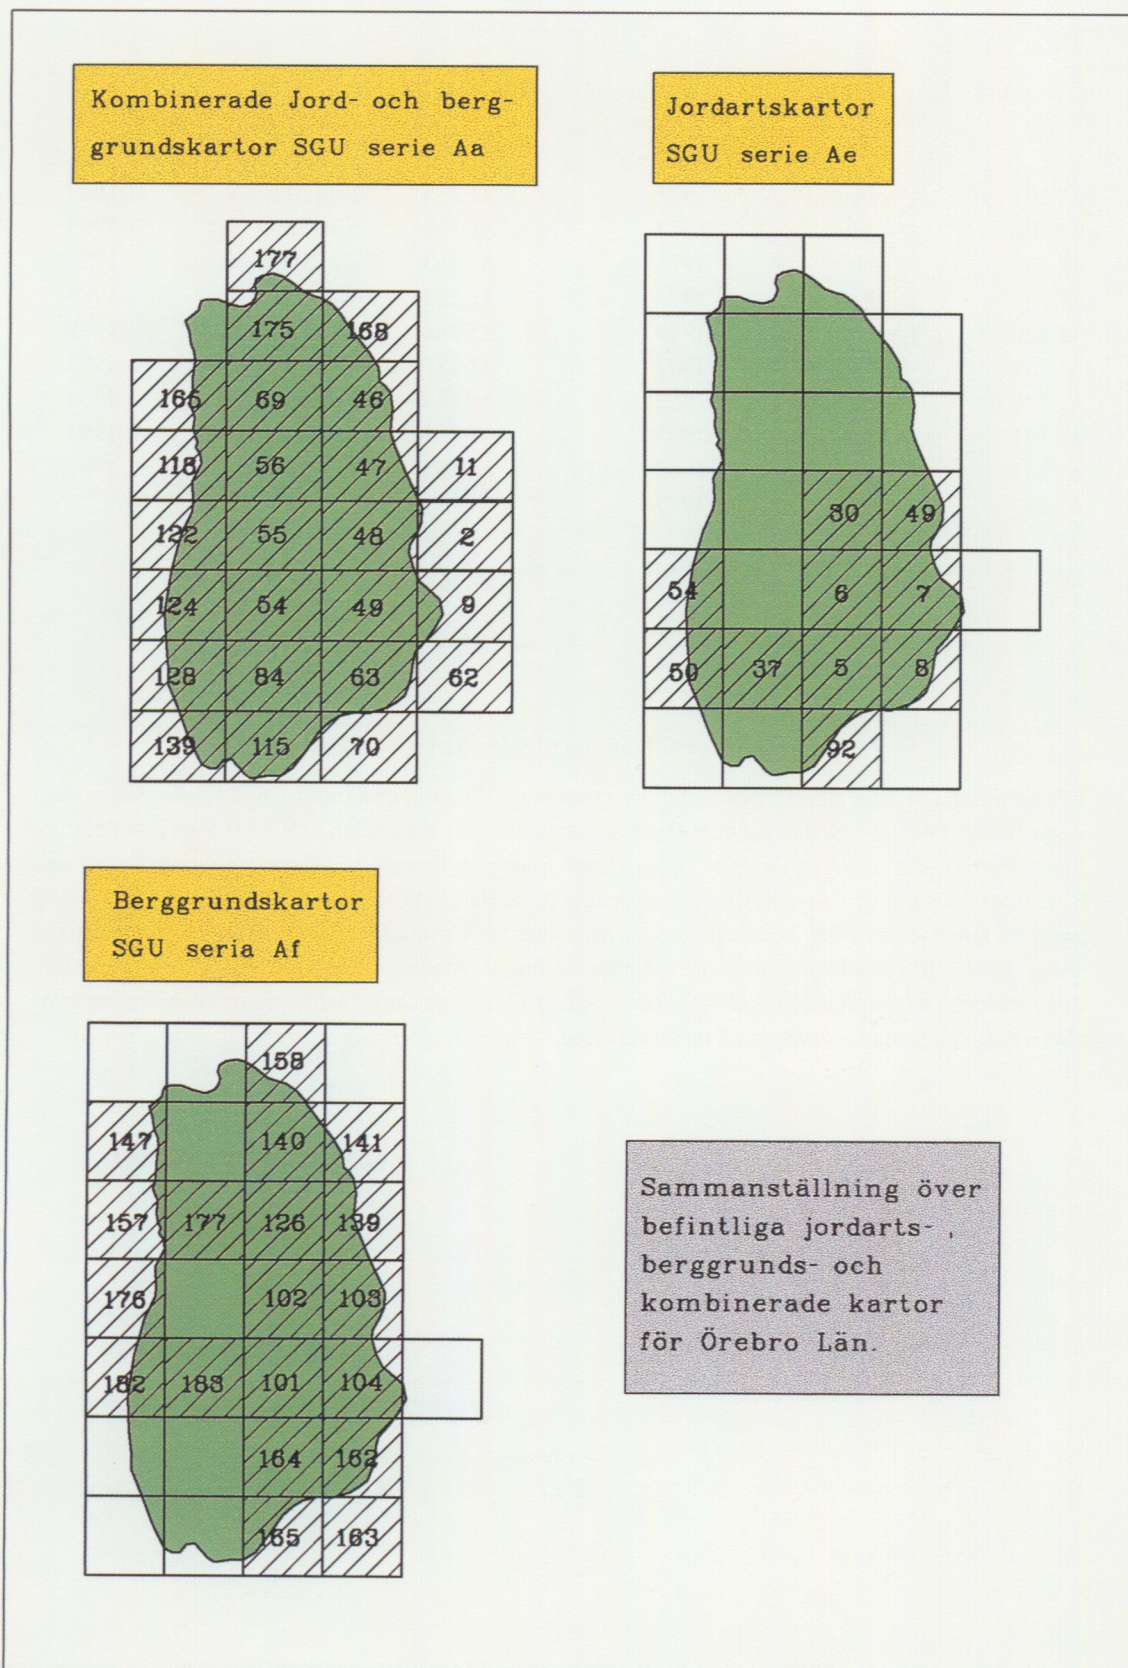 Kombinerade Jord- och berg-
grundskartor SGU serie Aa
Jordartskartor
SGU serie Ae
177
175 168
165 69 46
118 56 47 11
122 55 48 2
124 54 49 9
128 84 63 62
139 115 70
30 49
54 6 7
50 37 5 8
92
Berggrundskartor
SGU seria Af
158
147 140 141
157 177 126 139
176 102 103
182 183 101 104
164 162
165 163
Sammanställning över
befintliga jordarts- ,
berggrunds- och
kombinerade kartor
för Örebro Län.